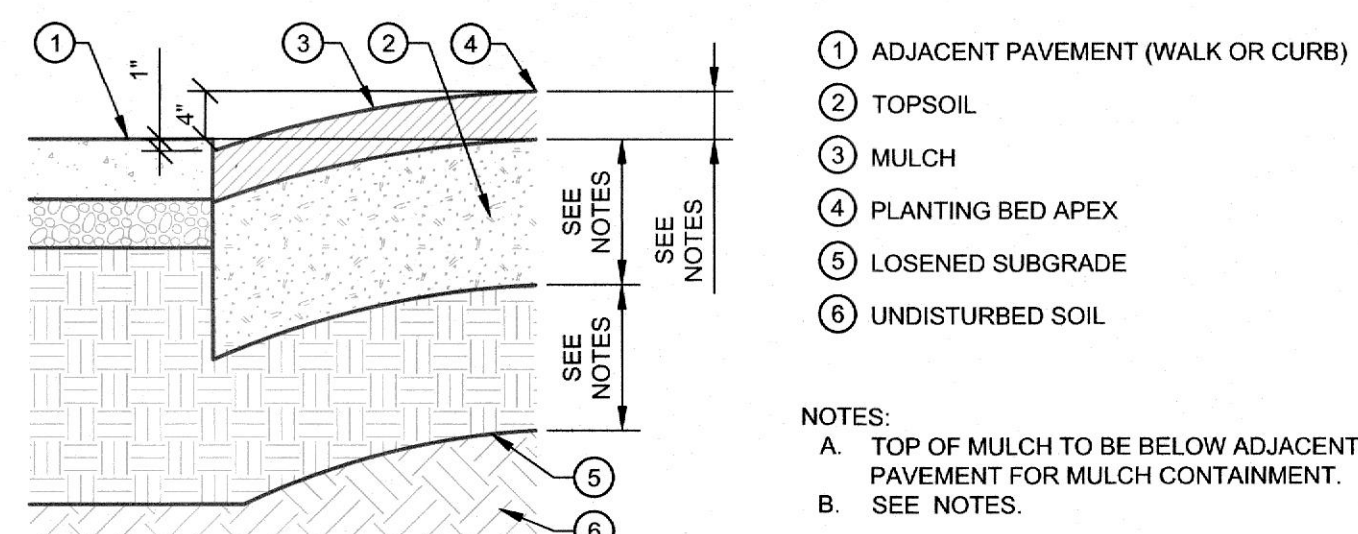 1
3
2
4
1"
4"
SEE
NOTES
SEE
NOTES
SEE
NOTES
5
6
1 ADJACENT PAVEMENT (WALK OR CURB)
2 TOPSOIL
3 MULCH
4 PLANTING BED APEX
5 LOSENED SUBGRADE
6 UNDISTURBED SOIL
NOTES:
A. TOP OF MULCH TO BE BELOW ADJACENT
PAVEMENT FOR MULCH CONTAINMENT.
B. SEE NOTES.